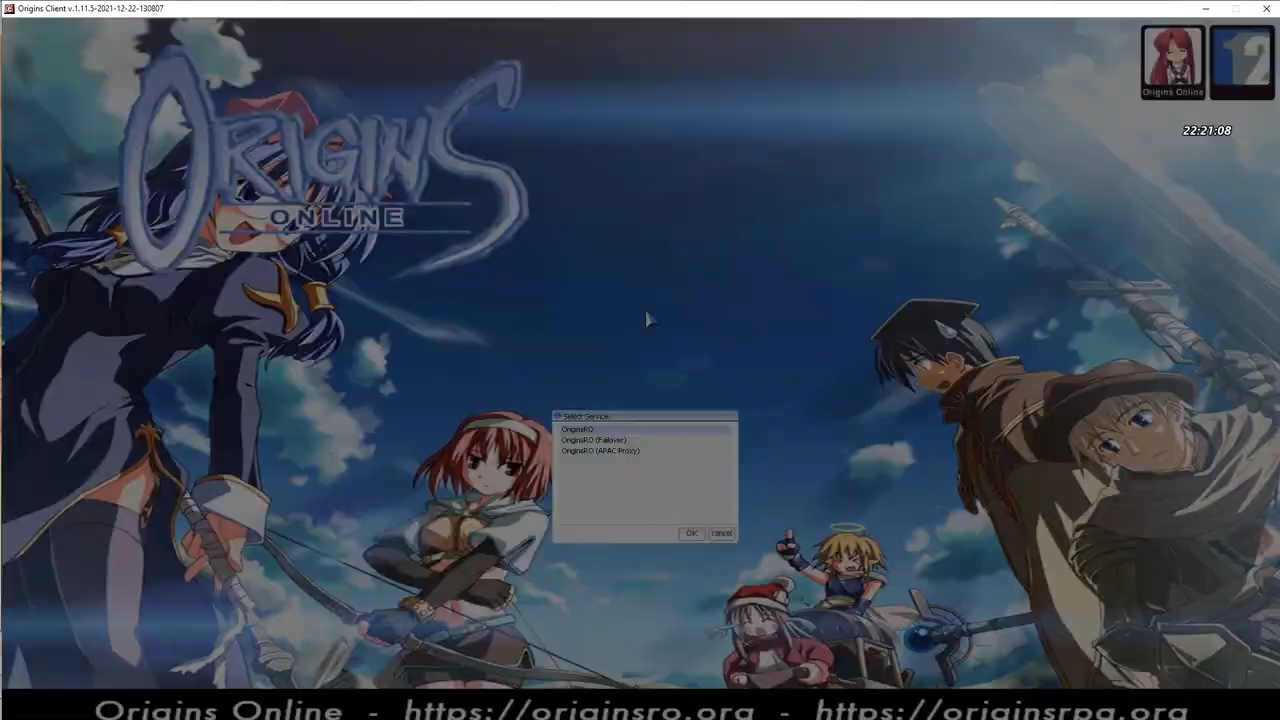 Origins Client v.1.11.5-2021-12-22-130807
ORIGINS
ONLINE
Origins Online
12
22:21:08
Select Service
OriginsRO
OriginsRO (Failover)
OriginsRO (APAC Proxy)
OK
cancel
Origins Online - https://originsro.org - https://originsrpg.org